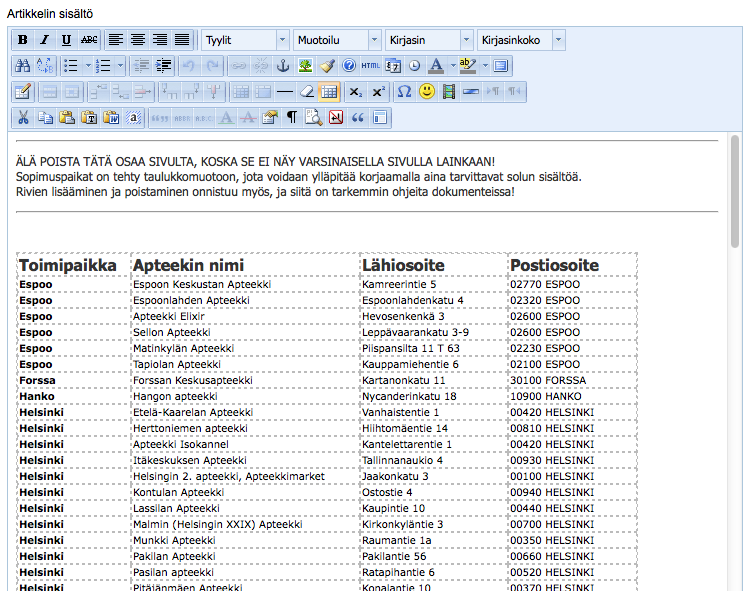 Artikkelin sisältö
B I U ABC Tyylit Muotoilu Kirjasin Kirjasinkoko
HTML A ab
x₂ x² Ω
T W a ABBR A.B.C. A A ¶
ÄLÄ POISTA TÄTÄ OSAA SIVULTA, KOSKA SE EI NÄY VARSINAISELLA SIVULLA LAINKAAN!
Sopimuspaikat on tehty taulukkomuotoon, jota voidaan ylläpitää korjaamalla aina tarvittavat solun sisältöä.
Rivien lisääminen ja poistaminen onnistuu myös, ja siitä on tarkemmin ohjeita dokumenteissa!
Toimipaikka Apteekin nimi Lähiosoite Postiosoite
Espoo Espoon Keskustan Apteekki Kamreerintie 5 02770 ESPOO
Espoo Espoonlahden Apteekki Espoonlahdenkatu 4 02320 ESPOO
Espoo Apteekki Elixir Hevosenkenkä 3 02600 ESPOO
Espoo Sellon Apteekki Leppävaarankatu 3-9 02600 ESPOO
Espoo Matinkylän Apteekki Piispansilta 11 T 63 02230 ESPOO
Espoo Tapiolan Apteekki Kauppamiehentie 6 02100 ESPOO
Forssa Forssan Keskusapteekki Kartanonkatu 11 30100 FORSSA
Hanko Hangon apteekki Nycanderinkatu 18 10900 HANKO
Helsinki Etelä-Kaarelan Apteekki Vanhaistentie 1 00420 HELSINKI
Helsinki Herttoniemen apteekki Hiihtomäentie 14 00810 HELSINKI
Helsinki Apteekki Isokannel Kantelettarentie 1 00420 HELSINKI
Helsinki Itäkeskuksen Apteekki Tallinnanaukio 4 00930 HELSINKI
Helsinki Helsingin 2. apteekki, Apteekkimarket Jaakonkatu 3 00100 HELSINKI
Helsinki Kontulan Apteekki Ostostie 4 00940 HELSINKI
Helsinki Lassilan Apteekki Kaupintie 10 00440 HELSINKI
Helsinki Malmin (Helsingin XXIX) Apteekki Kirkonkyläntie 3 00700 HELSINKI
Helsinki Munkki Apteekki Raumantie 1a 00350 HELSINKI
Helsinki Pakilan Apteekki Pakilantie 56 00660 HELSINKI
Helsinki Pasilan apteekki Ratapihantie 6 00520 HELSINKI
Helsinki Pitäjänmäen Apteekki Konalantie 10 00370 HELSINKI